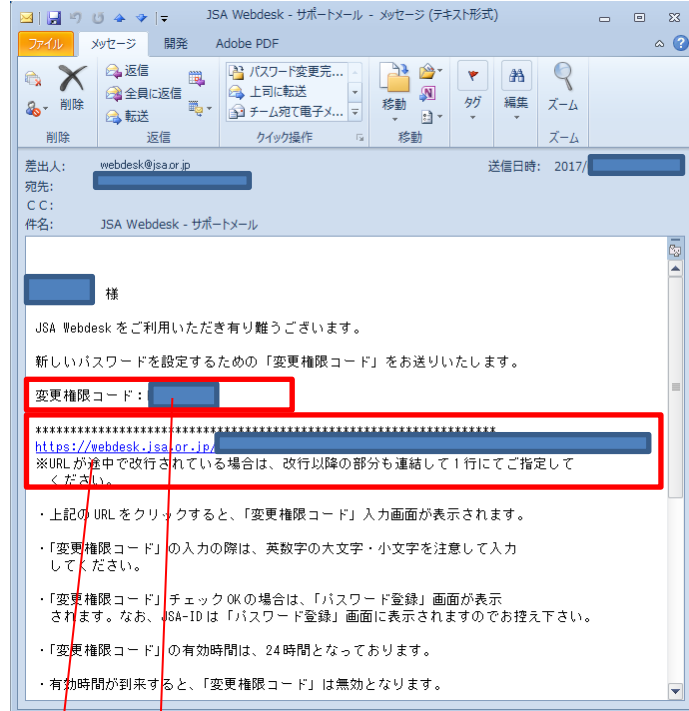 JSA Webdesk - サポートメール - メッセージ (テキスト形式)
ファイル メッセージ 開発 Adobe PDF
削除
返信
全員に返信
転送
パスワード変更完...
上司に転送
チーム宛て電子メ...
移動
タグ
編集
ズーム
削除 返信 クイック操作 移動 ズーム
差出人: webdesk@jsa.or.jp 送信日時: 2017/
宛先:
CC:
件名: JSA Webdesk - サポートメール
様
JSA Webdesk をご利用いただき有り難うございます。
新しいパスワードを設定するための「変更権限コード」をお送りいたします。
変更権限コード:
******************************************************************
https://webdesk.jsa.or.jp/
※URLが途中で改行されている場合は、改行以降の部分も連結して1行にてご指定して
ください。
・上記の URL をクリックすると、「変更権限コード」入力画面が表示されます。
・「変更権限コード」の入力の際は、英数字の大文字・小文字を注意して入力
してください。
・「変更権限コード」チェックOKの場合は、「パスワード登録」画面が表示
されます。なお、JSA-IDは「パスワード登録」画面に表示されますのでお控え下さい。
・「変更権限コード」の有効時間は、24時間となっております。
・有効時間が到来すると、「変更権限コード」は無効となります。